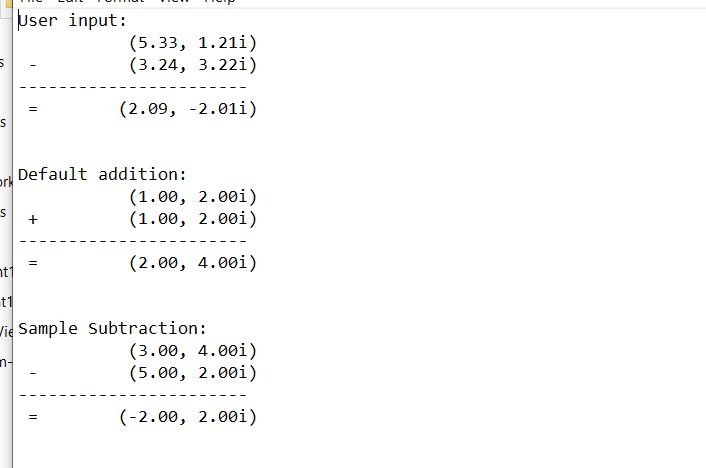 User input:
(5.33, 1.21i)
- (3.24, 3.22i)
-----------------------
= (2.09, -2.01i)
Default addition:
(1.00, 2.00i)
+ (1.00, 2.00i)
-----------------------
= (2.00, 4.00i)
Sample Subtraction:
(3.00, 4.00i)
- (5.00, 2.00i)
-----------------------
= (-2.00, 2.00i)